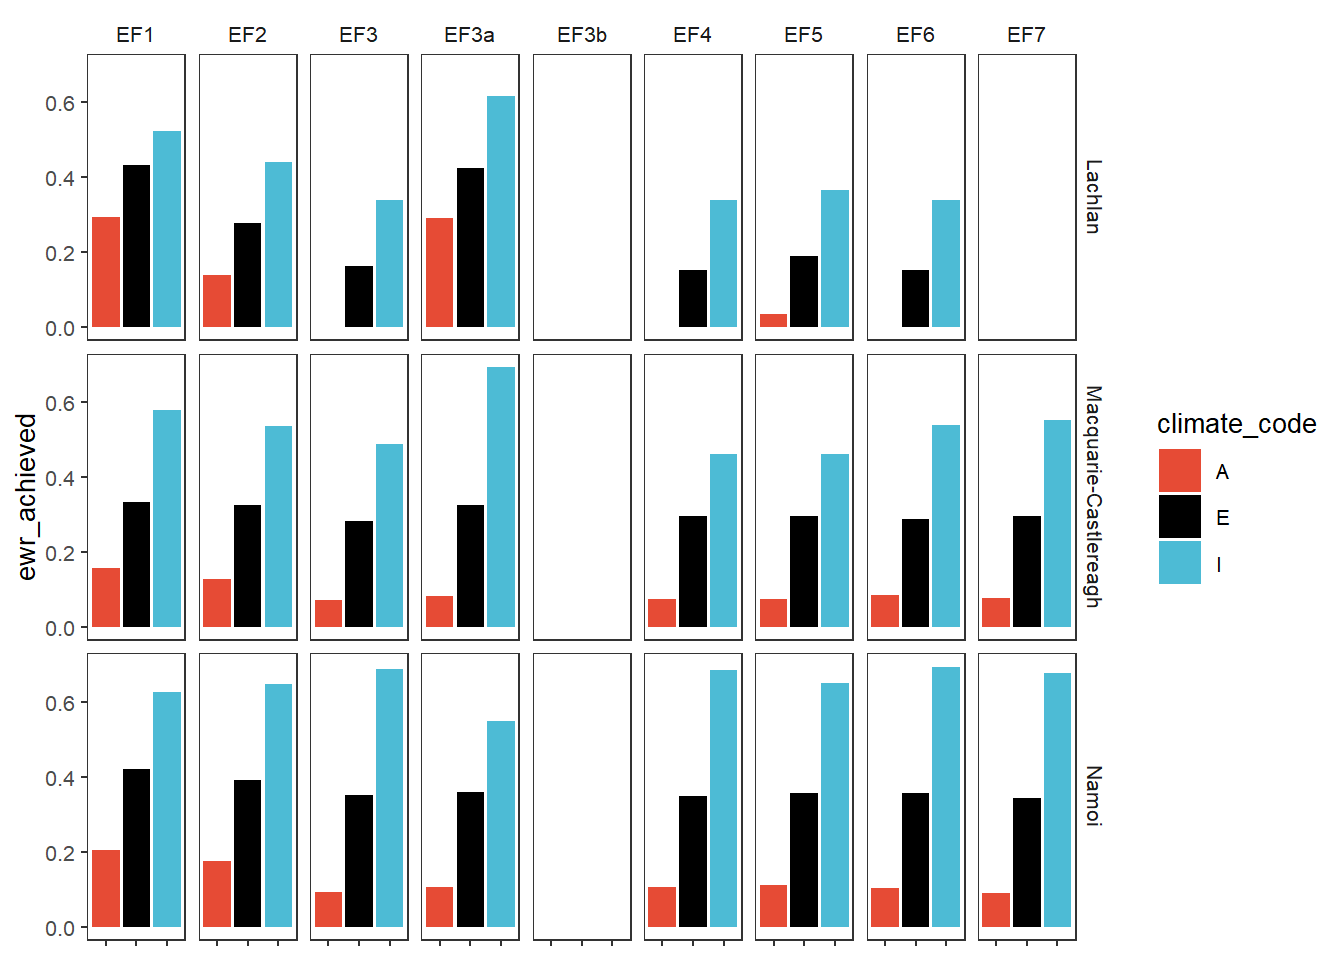 EF1 EF2 EF3 EF3a EF3b EF4 EF5 EF6 EF7
0.6
0.4
0.2
0.0
Lachlan
0.6
0.4
0.2
0.0
Macquarie-Castlereagh
0.6
0.4
0.2
0.0
Namoi
ewr_achieved
climate_code
A
E
I